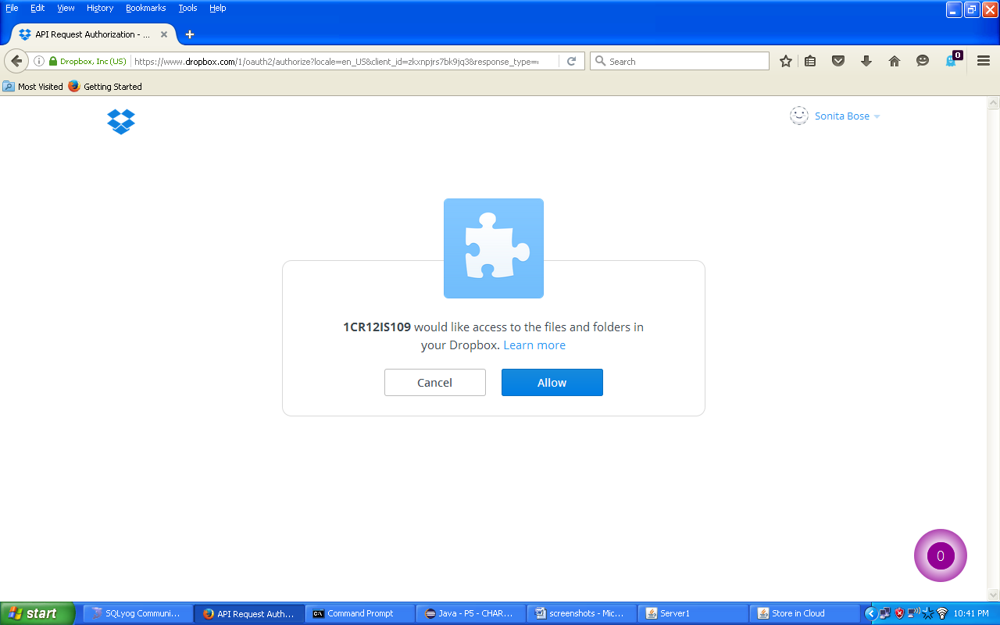 File Edit View History Bookmarks Tools Help
API Request Authorization - ...
Dropbox, Inc (US) https://www.dropbox.com/1/oauth2/authorize?locale=en_US&client_id=zkxnpjrs7bk9jq3&response_type= Search 0
Most Visited Getting Started
Sonita Bose
1CR12IS109 would like access to the files and folders in
your Dropbox. Learn more
Cancel Allow
0
start SQLyog Communi... API Request Auth... Command Prompt Java - P5 - CHAR... screenshots - Mic... Server1 Store in Cloud 10:41 PM